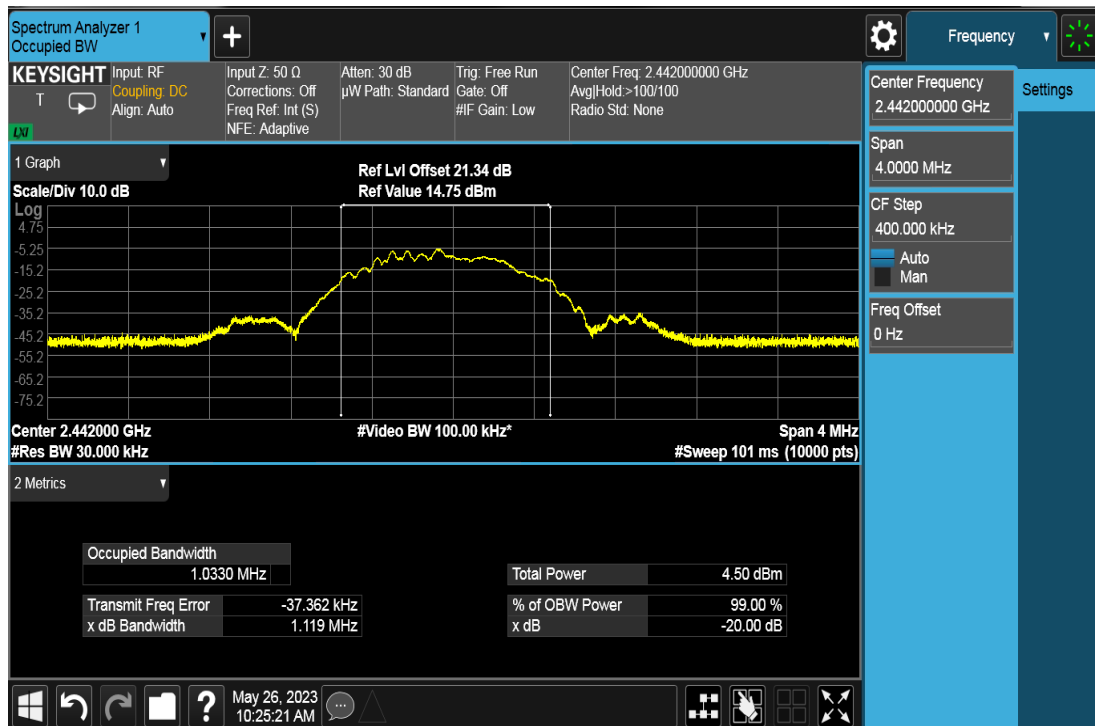 Spectrum Analyzer 1
Occupied BW
+
Frequency
KEYSIGHT
T
LXI
Input: RF
Coupling: DC
Align: Auto
Input Z: 50 Ω
Corrections: Off
Freq Ref: Int (S)
NFE: Adaptive
Atten: 30 dB
µW Path: Standard
Trig: Free Run
Gate: Off
#IF Gain: Low
Center Freq: 2.442000000 GHz
Avg|Hold:>100/100
Radio Std: None
Center Frequency
2.442000000 GHz
Settings
Span
4.0000 MHz
CF Step
400.000 kHz
Auto
Man
Freq Offset
0 Hz
1 Graph
Scale/Div 10.0 dB
Ref Lvl Offset 21.34 dB
Ref Value 14.75 dBm
Log
4.75
-5.25
-15.2
-25.2
-35.2
-45.2
-55.2
-65.2
-75.2
Center 2.442000 GHz
#Video BW 100.00 kHz*
Span 4 MHz
#Res BW 30.000 kHz
#Sweep 101 ms (10000 pts)
2 Metrics
Occupied Bandwidth
1.0330 MHz
Total Power 4.50 dBm
Transmit Freq Error -37.362 kHz
% of OBW Power 99.00 %
x dB Bandwidth 1.119 MHz
x dB -20.00 dB
?
May 26, 2023
10:25:21 AM